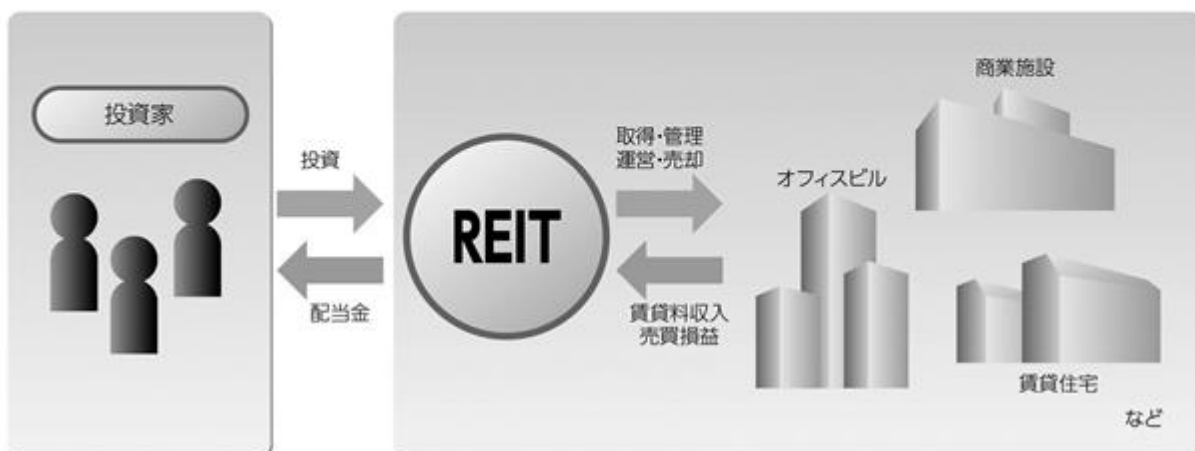 投資家
投資
配当金
REIT
取得・管理
運営・売却
賃貸料収入
売買損益
商業施設
オフィスビル
賃貸住宅
など